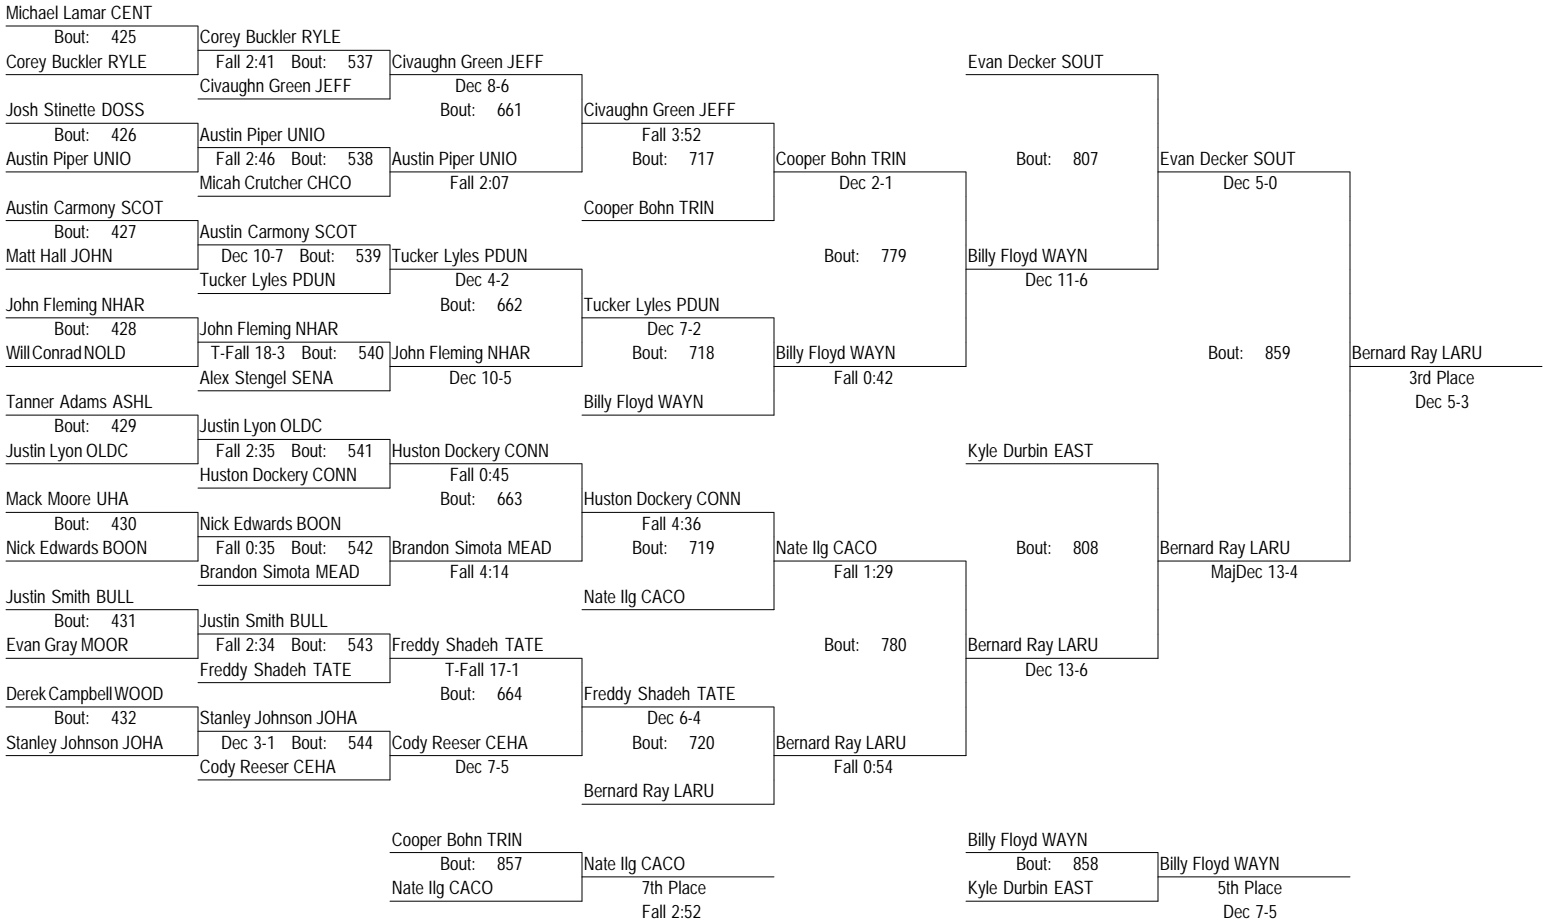 Michael Lamar CENT
Bout: 425
Corey Buckler RYLE
Corey Buckler RYLE
Fall 2:41 Bout: 537
Civaughn Green JEFF
Civaughn Green JEFF
Dec 8-6
Bout: 661
Josh Stinette DOSS
Bout: 426
Austin Piper UNIO
Austin Piper UNIO
Fall 2:46 Bout: 538
Micah Crutcher CHCO
Austin Piper UNIO
Fall 2:07
Civaughn Green JEFF
Fall 3:52
Bout: 717
Cooper Bohn TRIN
Austin Carmony SCOT
Bout: 427
Matt Hall JOHN
Austin Carmony SCOT
Dec 10-7 Bout: 539
Tucker Lyles PDUN
Tucker Lyles PDUN
Dec 4-2
Bout: 662
John Fleming NHAR
Bout: 428
Will Conrad NOLD
John Fleming NHAR
T-Fall 18-3 Bout: 540
Alex Stengel SENA
John Fleming NHAR
Dec 10-5
Tucker Lyles PDUN
Dec 7-2
Bout: 718
Billy Floyd WAYN
Cooper Bohn TRIN
Dec 2-1
Bout: 779
Billy Floyd WAYN
Fall 0:42
Evan Decker SOUT
Bout: 807
Billy Floyd WAYN
Dec 11-6
Evan Decker SOUT
Dec 5-0
Tanner Adams ASHL
Bout: 429
Justin Lyon OLDC
Justin Lyon OLDC
Fall 2:35 Bout: 541
Huston Dockery CONN
Huston Dockery CONN
Fall 0:45
Bout: 663
Mack Moore UHA
Bout: 430
Nick Edwards BOON
Nick Edwards BOON
Fall 0:35 Bout: 542
Brandon Simota MEAD
Brandon Simota MEAD
Fall 4:14
Huston Dockery CONN
Fall 4:36
Bout: 719
Nate Ilg CACO
Justin Smith BULL
Bout: 431
Evan Gray MOOR
Justin Smith BULL
Fall 2:34 Bout: 543
Freddy Shadeh TATE
Freddy Shadeh TATE
T-Fall 17-1
Bout: 664
Derek Campbell WOOD
Bout: 432
Stanley Johnson JOHA
Stanley Johnson JOHA
Dec 3-1 Bout: 544
Cody Reeser CEHA
Cody Reeser CEHA
Dec 7-5
Freddy Shadeh TATE
Dec 6-4
Bout: 720
Bernard Ray LARU
Nate Ilg CACO
Fall 1:29
Bout: 780
Bernard Ray LARU
Fall 0:54
Kyle Durbin EAST
Bout: 808
Bernard Ray LARU
Dec 13-6
Bernard Ray LARU
MajDec 13-4
Bout: 859
Bernard Ray LARU
3rd Place
Dec 5-3
Cooper Bohn TRIN
Bout: 857
Nate Ilg CACO
Nate Ilg CACO
7th Place
Fall 2:52
Billy Floyd WAYN
Bout: 858
Kyle Durbin EAST
Billy Floyd WAYN
5th Place
Dec 7-5